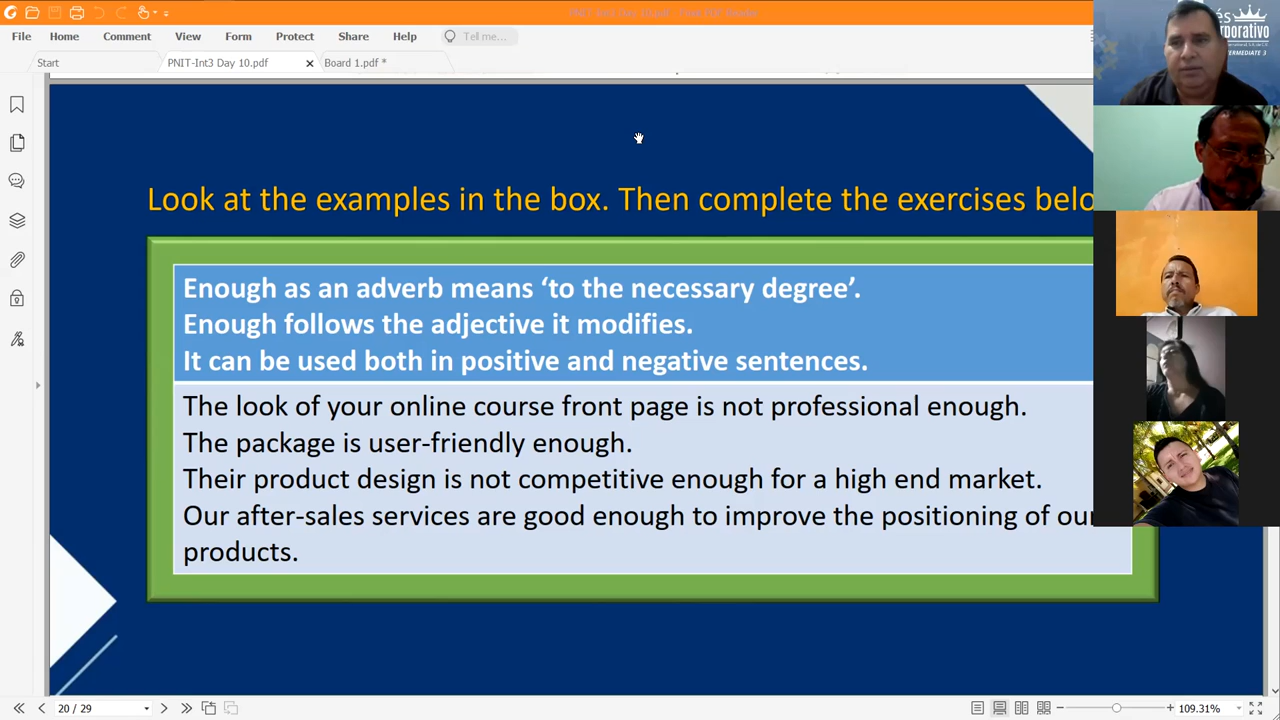 File Home Comment View Form Protect Share Help Tell me...
Start PNIT-Int3 Day 10.pdf Board 1.pdf *
és
rporativo
INTERMEDIATE 3
Look at the examples in the box. Then complete the exercises belo
Enough as an adverb means ‘to the necessary degree’.
Enough follows the adjective it modifies.
It can be used both in positive and negative sentences.
The look of your online course front page is not professional enough.
The package is user-friendly enough.
Their product design is not competitive enough for a high end market.
Our after-sales services are good enough to improve the positioning of our
products.
20 / 29 109.31%